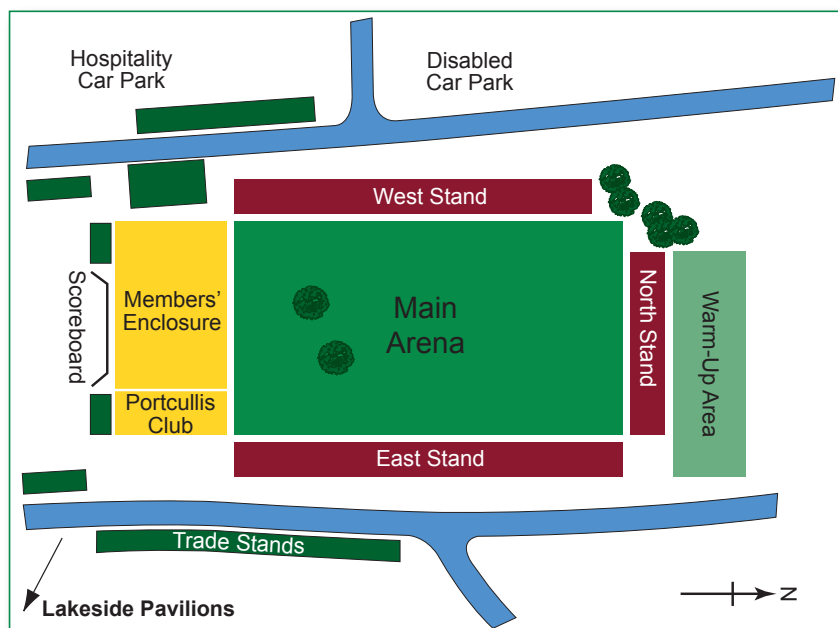 Hospitality
Car Park
Disabled
Car Park
West Stand
Scoreboard
Members'
Enclosure
Main
Arena
North Stand
Warm-Up Area
Portcullis
Club
East Stand
Trade Stands
Lakeside Pavilions
N